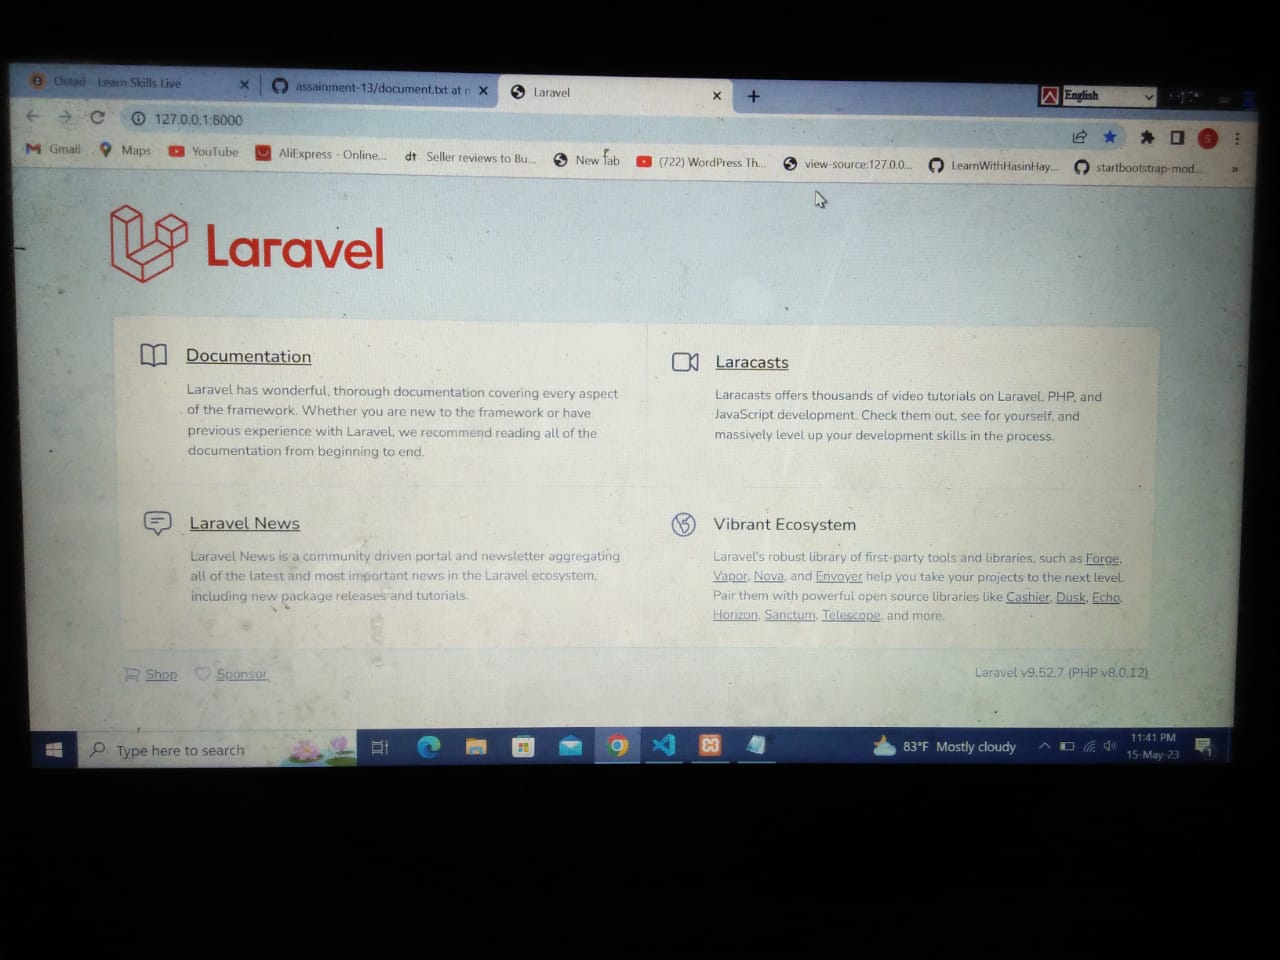 Ostad - Learn Skills Live
assainment-13/document.txt at n
Laravel
English
127.0.0.1:8000
S
Gmail
Maps
YouTube
AliExpress - Online...
dt Seller reviews to Bu...
New Tab
(722) WordPress Th...
view-source:127.0.0...
LearnWithHasinHay...
startbootstrap-mod...
»
Laravel
Documentation
Laravel has wonderful, thorough documentation covering every aspect
of the framework. Whether you are new to the framework or have
previous experience with Laravel, we recommend reading all of the
documentation from beginning to end.
Laracasts
Laracasts offers thousands of video tutorials on Laravel, PHP, and
JavaScript development. Check them out, see for yourself, and
massively level up your development skills in the process.
Laravel News
Laravel News is a community driven portal and newsletter aggregating
all of the latest and most important news in the Laravel ecosystem,
including new package releases and tutorials.
Vibrant Ecosystem
Laravel's robust library of first-party tools and libraries, such as Forge,
Vapor, Nova, and Envoyer help you take your projects to the next level.
Pair them with powerful open source libraries like Cashier, Dusk, Echo,
Horizon, Sanctum, Telescope, and more.
Shop
Sponsor
Laravel v9.52.7 (PHP v8.0.12)
Type here to search
83°F Mostly cloudy
11:41 PM
15-May-23
1